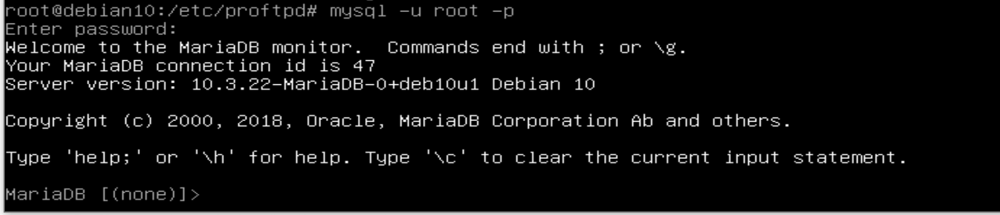 root@debian10:/etc/proftpd# mysql -u root -p
Enter password:
Welcome to the MariaDB monitor.  Commands end with ; or \g.
Your MariaDB connection id is 47
Server version: 10.3.22-MariaDB-0+deb10u1 Debian 10
Copyright (c) 2000, 2018, Oracle, MariaDB Corporation Ab and others.
Type 'help;' or '\h' for help. Type '\c' to clear the current input statement.
MariaDB [(none)]>